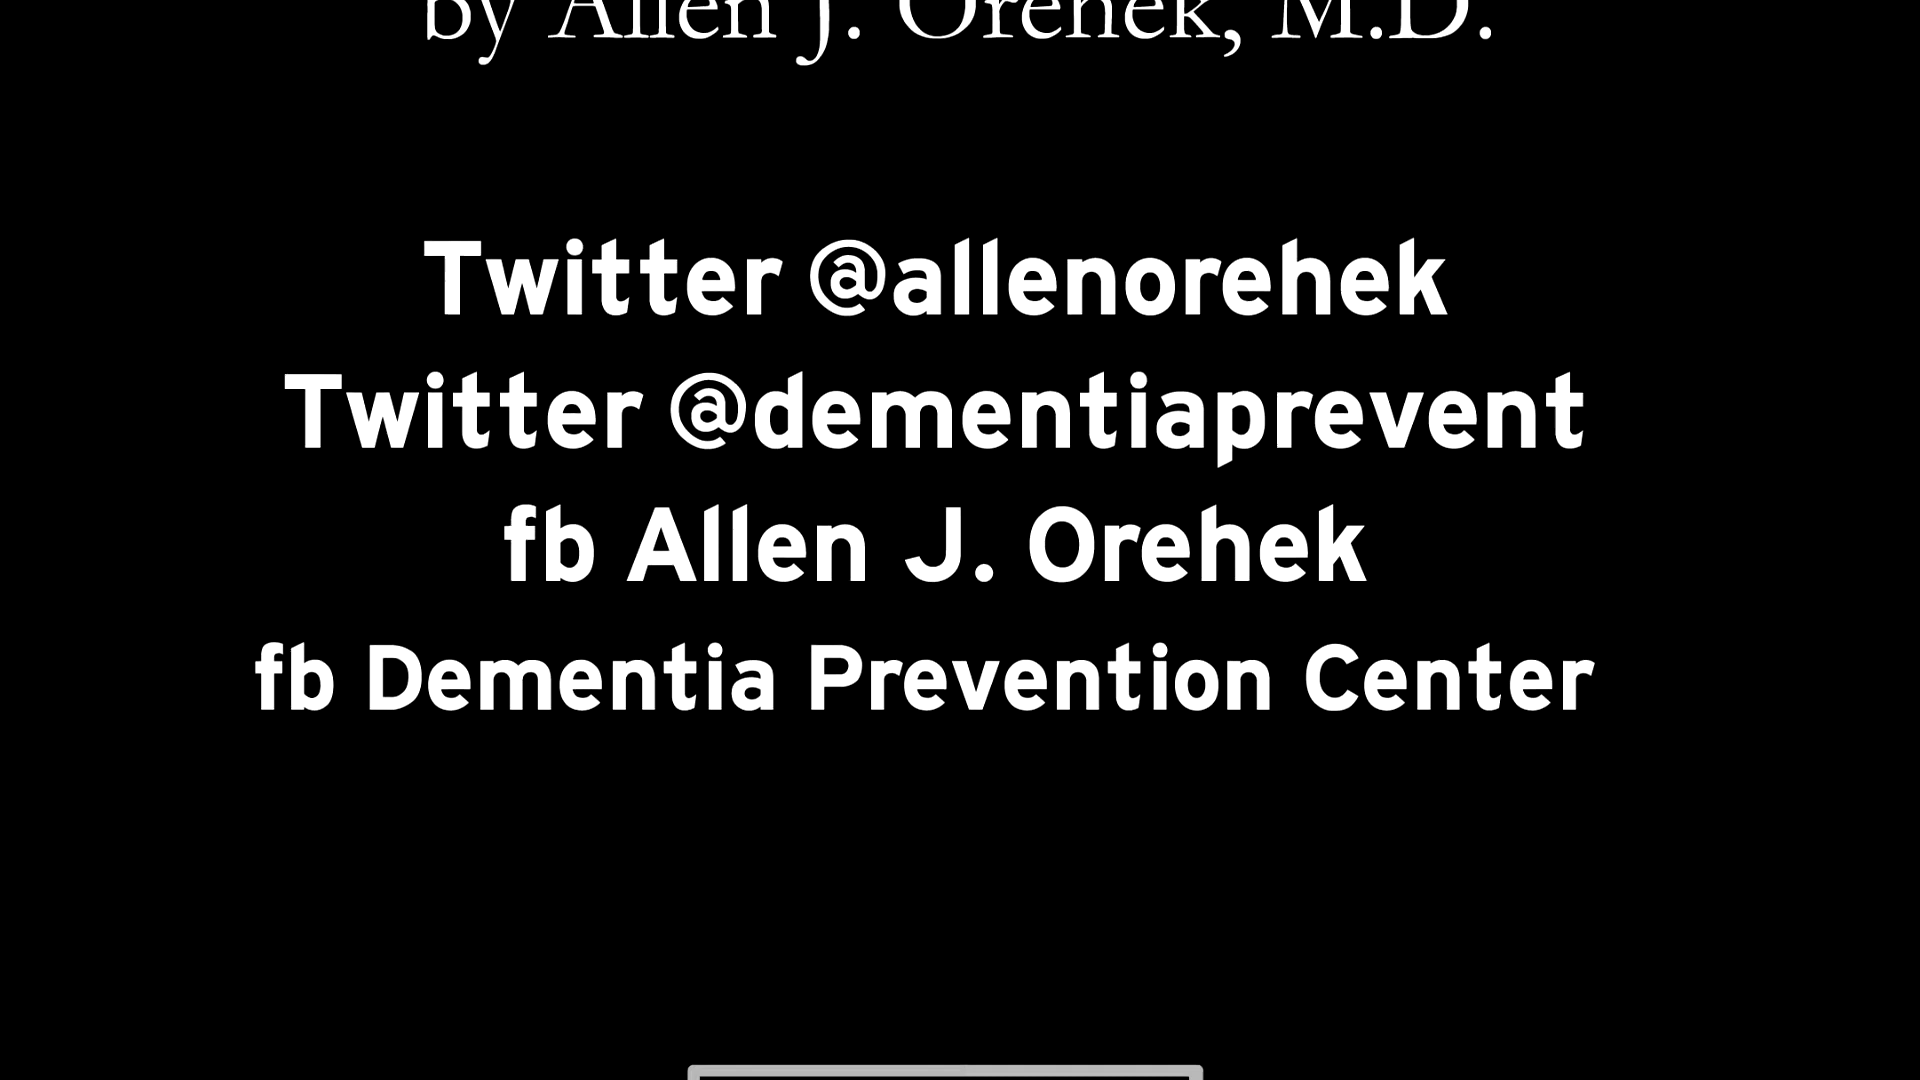 by Allen J. Orehek, M.D.
Twitter @allenorehek
Twitter @dementiaprevent
fb Allen J. Orehek
fb Dementia Prevention Center